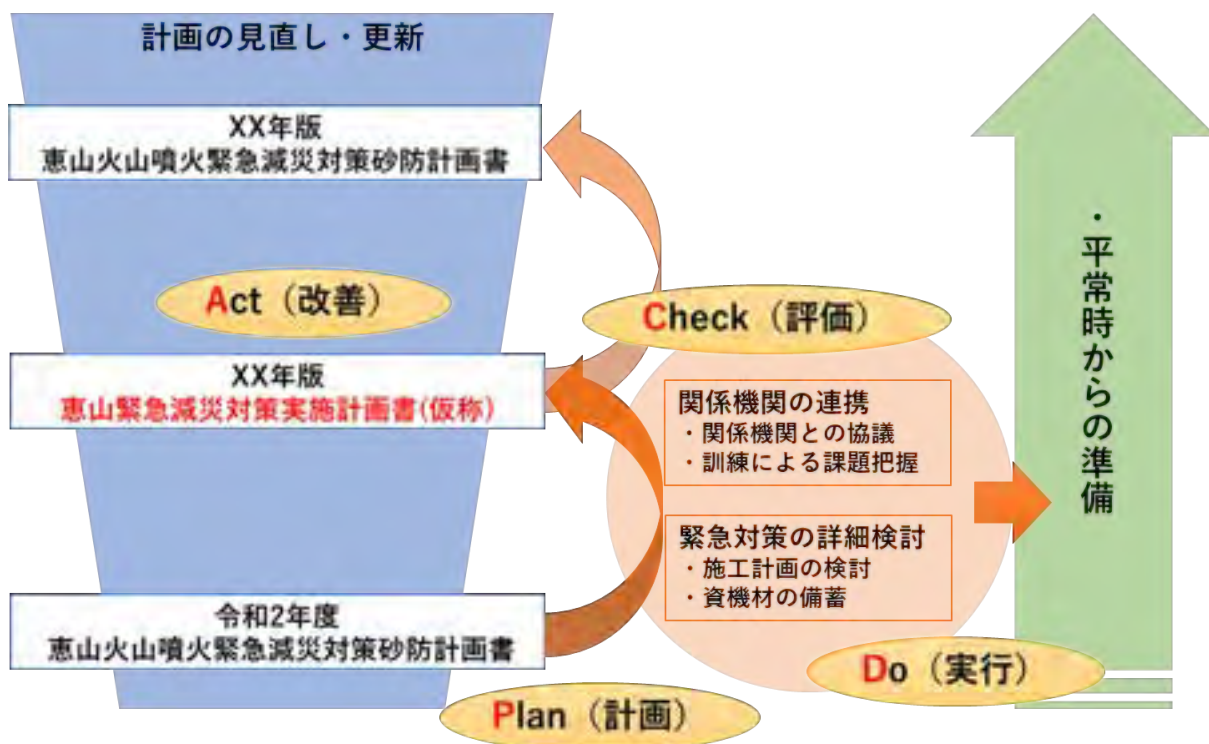 計画の見直し・更新
XX年版
恵山火山噴火緊急減災対策砂防計画書
Act（改善）
Check（評価）
XX年版
恵山緊急減災対策実施計画書(仮称)
関係機関の連携
・関係機関との協議
・訓練による課題把握
緊急対策の詳細検討
・施工計画の検討
・資機材の備蓄
令和2年度
恵山火山噴火緊急減災対策砂防計画書
Do（実行）
Plan（計画）
・平常時からの準備